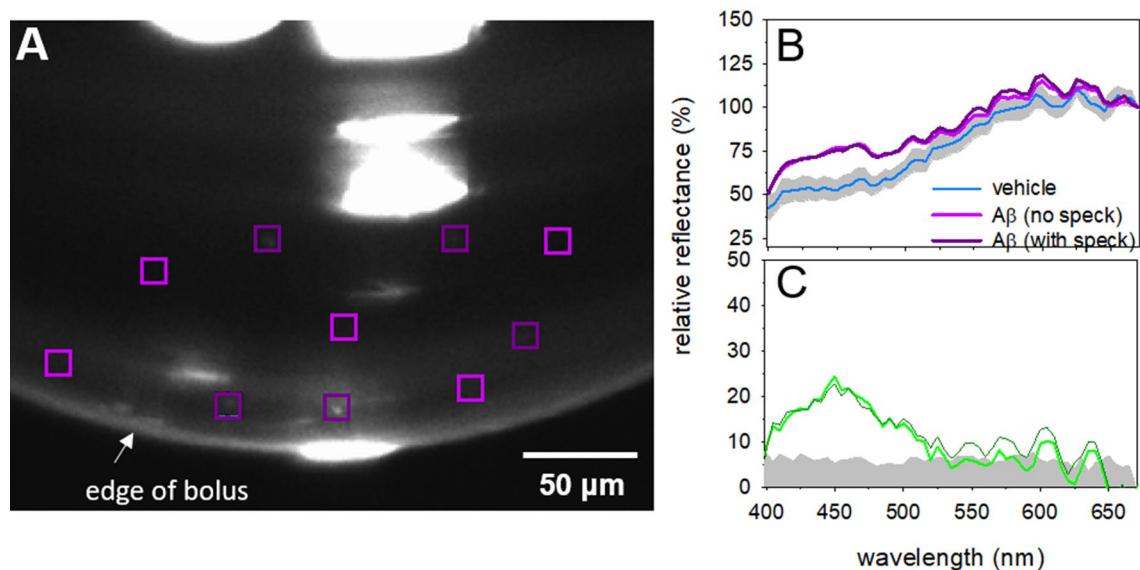 A
edge of bolus
50 µm
B
150
125
100
75
50
25
vehicle
Aβ (no speck)
Aβ (with speck)
relative reflectance (%)
C
50
40
30
20
10
0
400 450 500 550 600 650
wavelength (nm)